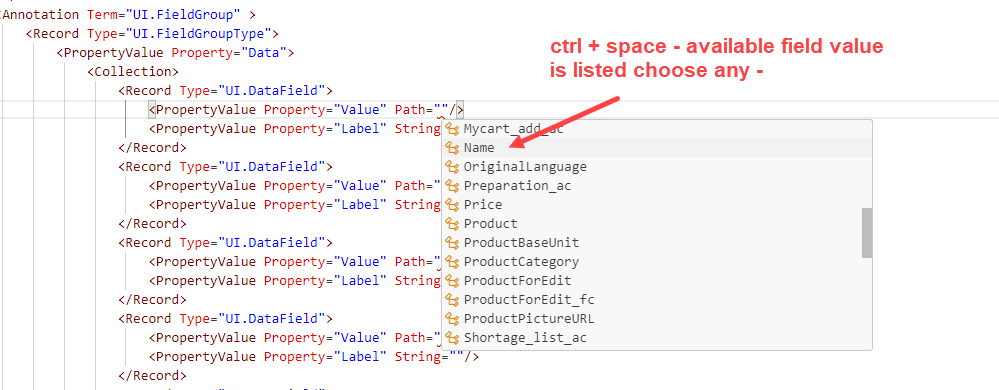 Annotation Term="UI.FieldGroup" >
<Record Type="UI.FieldGroupType">
<PropertyValue Property="Data">
<Collection>
<Record Type="UI.DataField">
<PropertyValue Property="Value" Path=""/>
<PropertyValue Property="Label" String
</Record>
<Record Type="UI.DataField">
<PropertyValue Property="Value" Path="
<PropertyValue Property="Label" String
</Record>
<Record Type="UI.DataField">
<PropertyValue Property="Value" Path="
<PropertyValue Property="Label" String
</Record>
<Record Type="UI.DataField">
<PropertyValue Property="Value" Path="
<PropertyValue Property="Label" String=""/>
</Record>
ctrl + space - available field value
is listed choose any -
Mycart_add_ac
Name
OriginalLanguage
Preparation_ac
Price
Product
ProductBaseUnit
ProductCategory
ProductForEdit
ProductForEdit_fc
ProductPictureURL
Shortage_list_ac